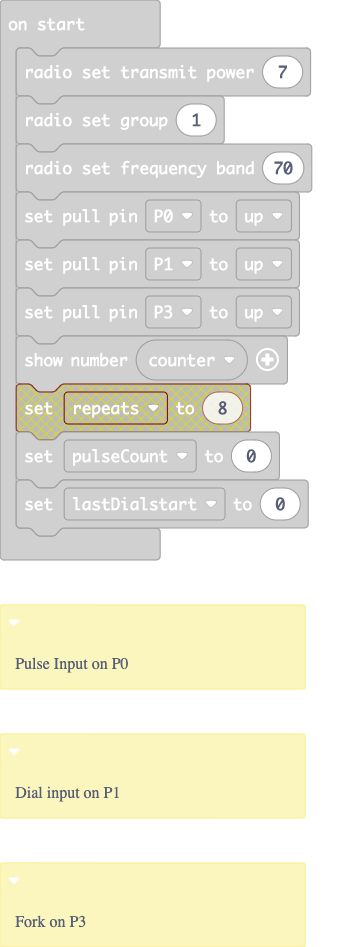 on start
radio set transmit power 7
radio set group 1
radio set frequency band 70
set pull pin P0 to up
set pull pin P1 to up
set pull pin P3 to up
show number counter
set repeats to 8
set pulseCount to 0
set lastDialstart to 0
Pulse Input on P0
Dial input on P1
Fork on P3